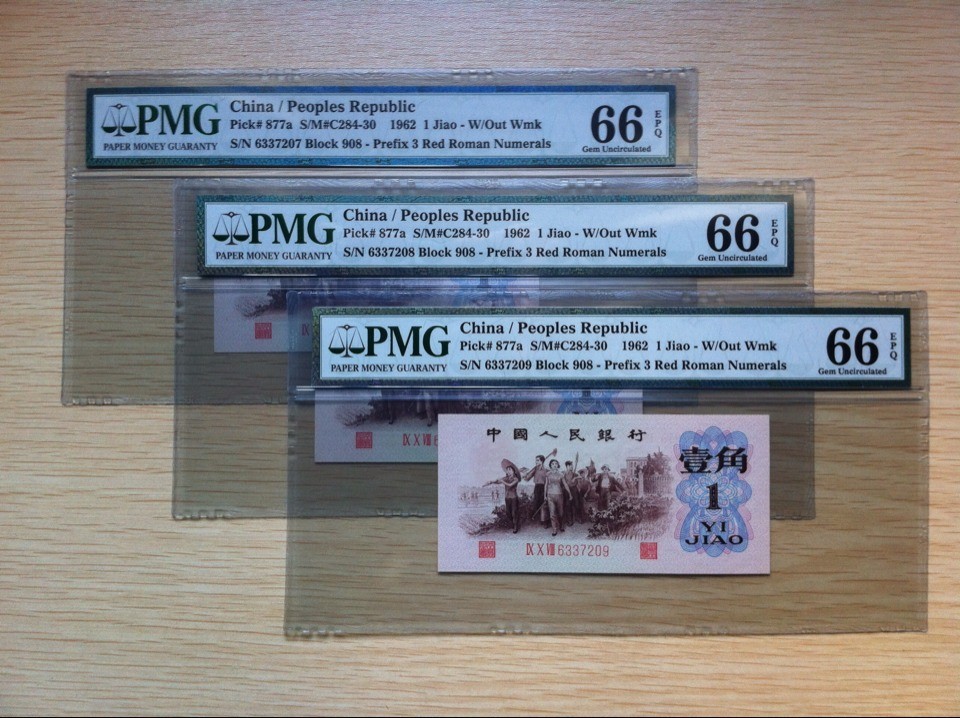 PMG
PAPER MONEY GUARANTY
China / Peoples Republic
Pick# 877a S/M#C284-30 1962 1 Jiao - W/Out Wmk
S/N 6337207 Block 908 - Prefix 3 Red Roman Numerals
66 EPQ
Gem Uncirculated
PMG
PAPER MONEY GUARANTY
China / Peoples Republic
Pick# 877a S/M#C284-30 1962 1 Jiao - W/Out Wmk
S/N 6337208 Block 908 - Prefix 3 Red Roman Numerals
66 EPQ
Gem Uncirculated
PMG
PAPER MONEY GUARANTY
China / Peoples Republic
Pick# 877a S/M#C284-30 1962 1 Jiao - W/Out Wmk
S/N 6337209 Block 908 - Prefix 3 Red Roman Numerals
66 EPQ
Gem Uncirculated
IX X VIII
中國人民銀行
壹角
1
YI
JIAO
IX X VIII 6337209